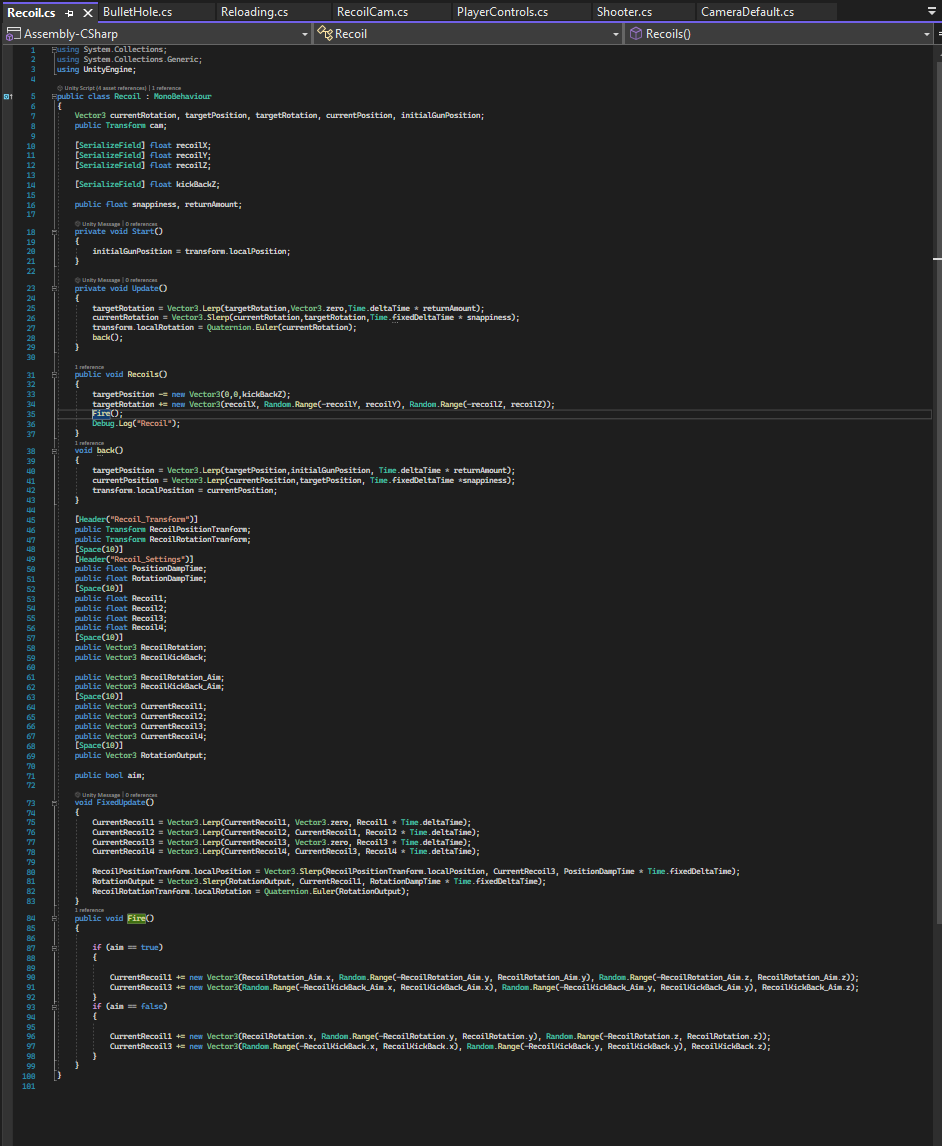 Recoil.cs
BulletHole.cs
Reloading.cs
RecoilCam.cs
PlayerControls.cs
Shooter.cs
CameraDefault.cs
Assembly-CSharp
Recoil
Recoils()
1 using System.Collections;
2 using System.Collections.Generic;
3 using UnityEngine;
4
Unity Script (4 asset references) | 1 reference
5 public class Recoil : MonoBehaviour
6 {
7 Vector3 currentRotation, targetPosition, targetRotation, currentPosition, initialGunPosition;
8 public Transform cam;
9
10 [SerializeField] float recoilX;
11 [SerializeField] float recoilY;
12 [SerializeField] float recoilZ;
13
14 [SerializeField] float kickBackZ;
15
16 public float snappiness, returnAmount;
17
Unity Message | 0 references
18 private void Start()
19 {
20 initialGunPosition = transform.localPosition;
21 }
22
Unity Message | 0 references
23 private void Update()
24 {
25 targetRotation = Vector3.Lerp(targetRotation,Vector3.zero,Time.deltaTime * returnAmount);
26 currentRotation = Vector3.Slerp(currentRotation,targetRotation,Time.fixedDeltaTime * snappiness);
27 transform.localRotation = Quaternion.Euler(currentRotation);
28 back();
29 }
30
1 reference
31 public void Recoils()
32 {
33 targetPosition -= new Vector3(0,0,kickBackZ);
34 targetRotation += new Vector3(recoilX, Random.Range(-recoilY, recoilY), Random.Range(-recoilZ, recoilZ));
35 Fire();
36 Debug.Log("Recoil");
37 }
1 reference
38 void back()
39 {
40 targetPosition = Vector3.Lerp(targetPosition,initialGunPosition, Time.deltaTime * returnAmount);
41 currentPosition = Vector3.Lerp(currentPosition,targetPosition, Time.fixedDeltaTime *snappiness);
42 transform.localPosition = currentPosition;
43 }
44
45 [Header("Recoil_Transform")]
46 public Transform RecoilPositionTranform;
47 public Transform RecoilRotationTranform;
48 [Space(10)]
49 [Header("Recoil_Settings")]
50 public float PositionDampTime;
51 public float RotationDampTime;
52 [Space(10)]
53 public float Recoil1;
54 public float Recoil2;
55 public float Recoil3;
56 public float Recoil4;
57 [Space(10)]
58 public Vector3 RecoilRotation;
59 public Vector3 RecoilKickBack;
60
61 public Vector3 RecoilRotation_Aim;
62 public Vector3 RecoilKickBack_Aim;
63 [Space(10)]
64 public Vector3 CurrentRecoil1;
65 public Vector3 CurrentRecoil2;
66 public Vector3 CurrentRecoil3;
67 public Vector3 CurrentRecoil4;
68 [Space(10)]
69 public Vector3 RotationOutput;
70
71 public bool aim;
72
Unity Message | 0 references
73 void FixedUpdate()
74 {
75 CurrentRecoil1 = Vector3.Lerp(CurrentRecoil1, Vector3.zero, Recoil1 * Time.deltaTime);
76 CurrentRecoil2 = Vector3.Lerp(CurrentRecoil2, CurrentRecoil1, Recoil2 * Time.deltaTime);
77 CurrentRecoil3 = Vector3.Lerp(CurrentRecoil3, Vector3.zero, Recoil3 * Time.deltaTime);
78 CurrentRecoil4 = Vector3.Lerp(CurrentRecoil4, CurrentRecoil3, Recoil4 * Time.deltaTime);
79
80 RecoilPositionTranform.localPosition = Vector3.Slerp(RecoilPositionTranform.localPosition, CurrentRecoil3, PositionDampTime * Time.fixedDeltaTime);
81 RotationOutput = Vector3.Slerp(RotationOutput, CurrentRecoil1, RotationDampTime * Time.fixedDeltaTime);
82 RecoilRotationTranform.localRotation = Quaternion.Euler(RotationOutput);
83 }
1 reference
84 public void Fire()
85 {
86
87 if (aim == true)
88 {
89
90 CurrentRecoil1 += new Vector3(RecoilRotation_Aim.x, Random.Range(-RecoilRotation_Aim.y, RecoilRotation_Aim.y), Random.Range(-RecoilRotation_Aim.z, RecoilRotation_Aim.z));
91 CurrentRecoil3 += new Vector3(Random.Range(-RecoilKickBack_Aim.x, RecoilKickBack_Aim.x), Random.Range(-RecoilKickBack_Aim.y, RecoilKickBack_Aim.y), RecoilKickBack_Aim.z);
92 }
93 if (aim == false)
94 {
95
96 CurrentRecoil1 += new Vector3(RecoilRotation.x, Random.Range(-RecoilRotation.y, RecoilRotation.y), Random.Range(-RecoilRotation.z, RecoilRotation.z));
97 CurrentRecoil3 += new Vector3(Random.Range(-RecoilKickBack.x, RecoilKickBack.x), Random.Range(-RecoilKickBack.y, RecoilKickBack.y), RecoilKickBack.z);
98 }
99 }
100 }
101